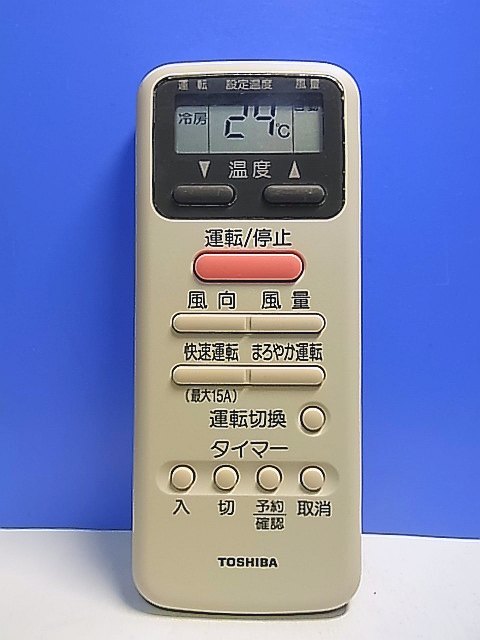 運転 設定温度 風量
冷房 24℃ 自動
▼ 温度 ▲
運転/停止
風向 風量
快速運転 まろやか運転
(最大15A)
運転切換
タイマー
入 切 予約確認 取消
TOSHIBA